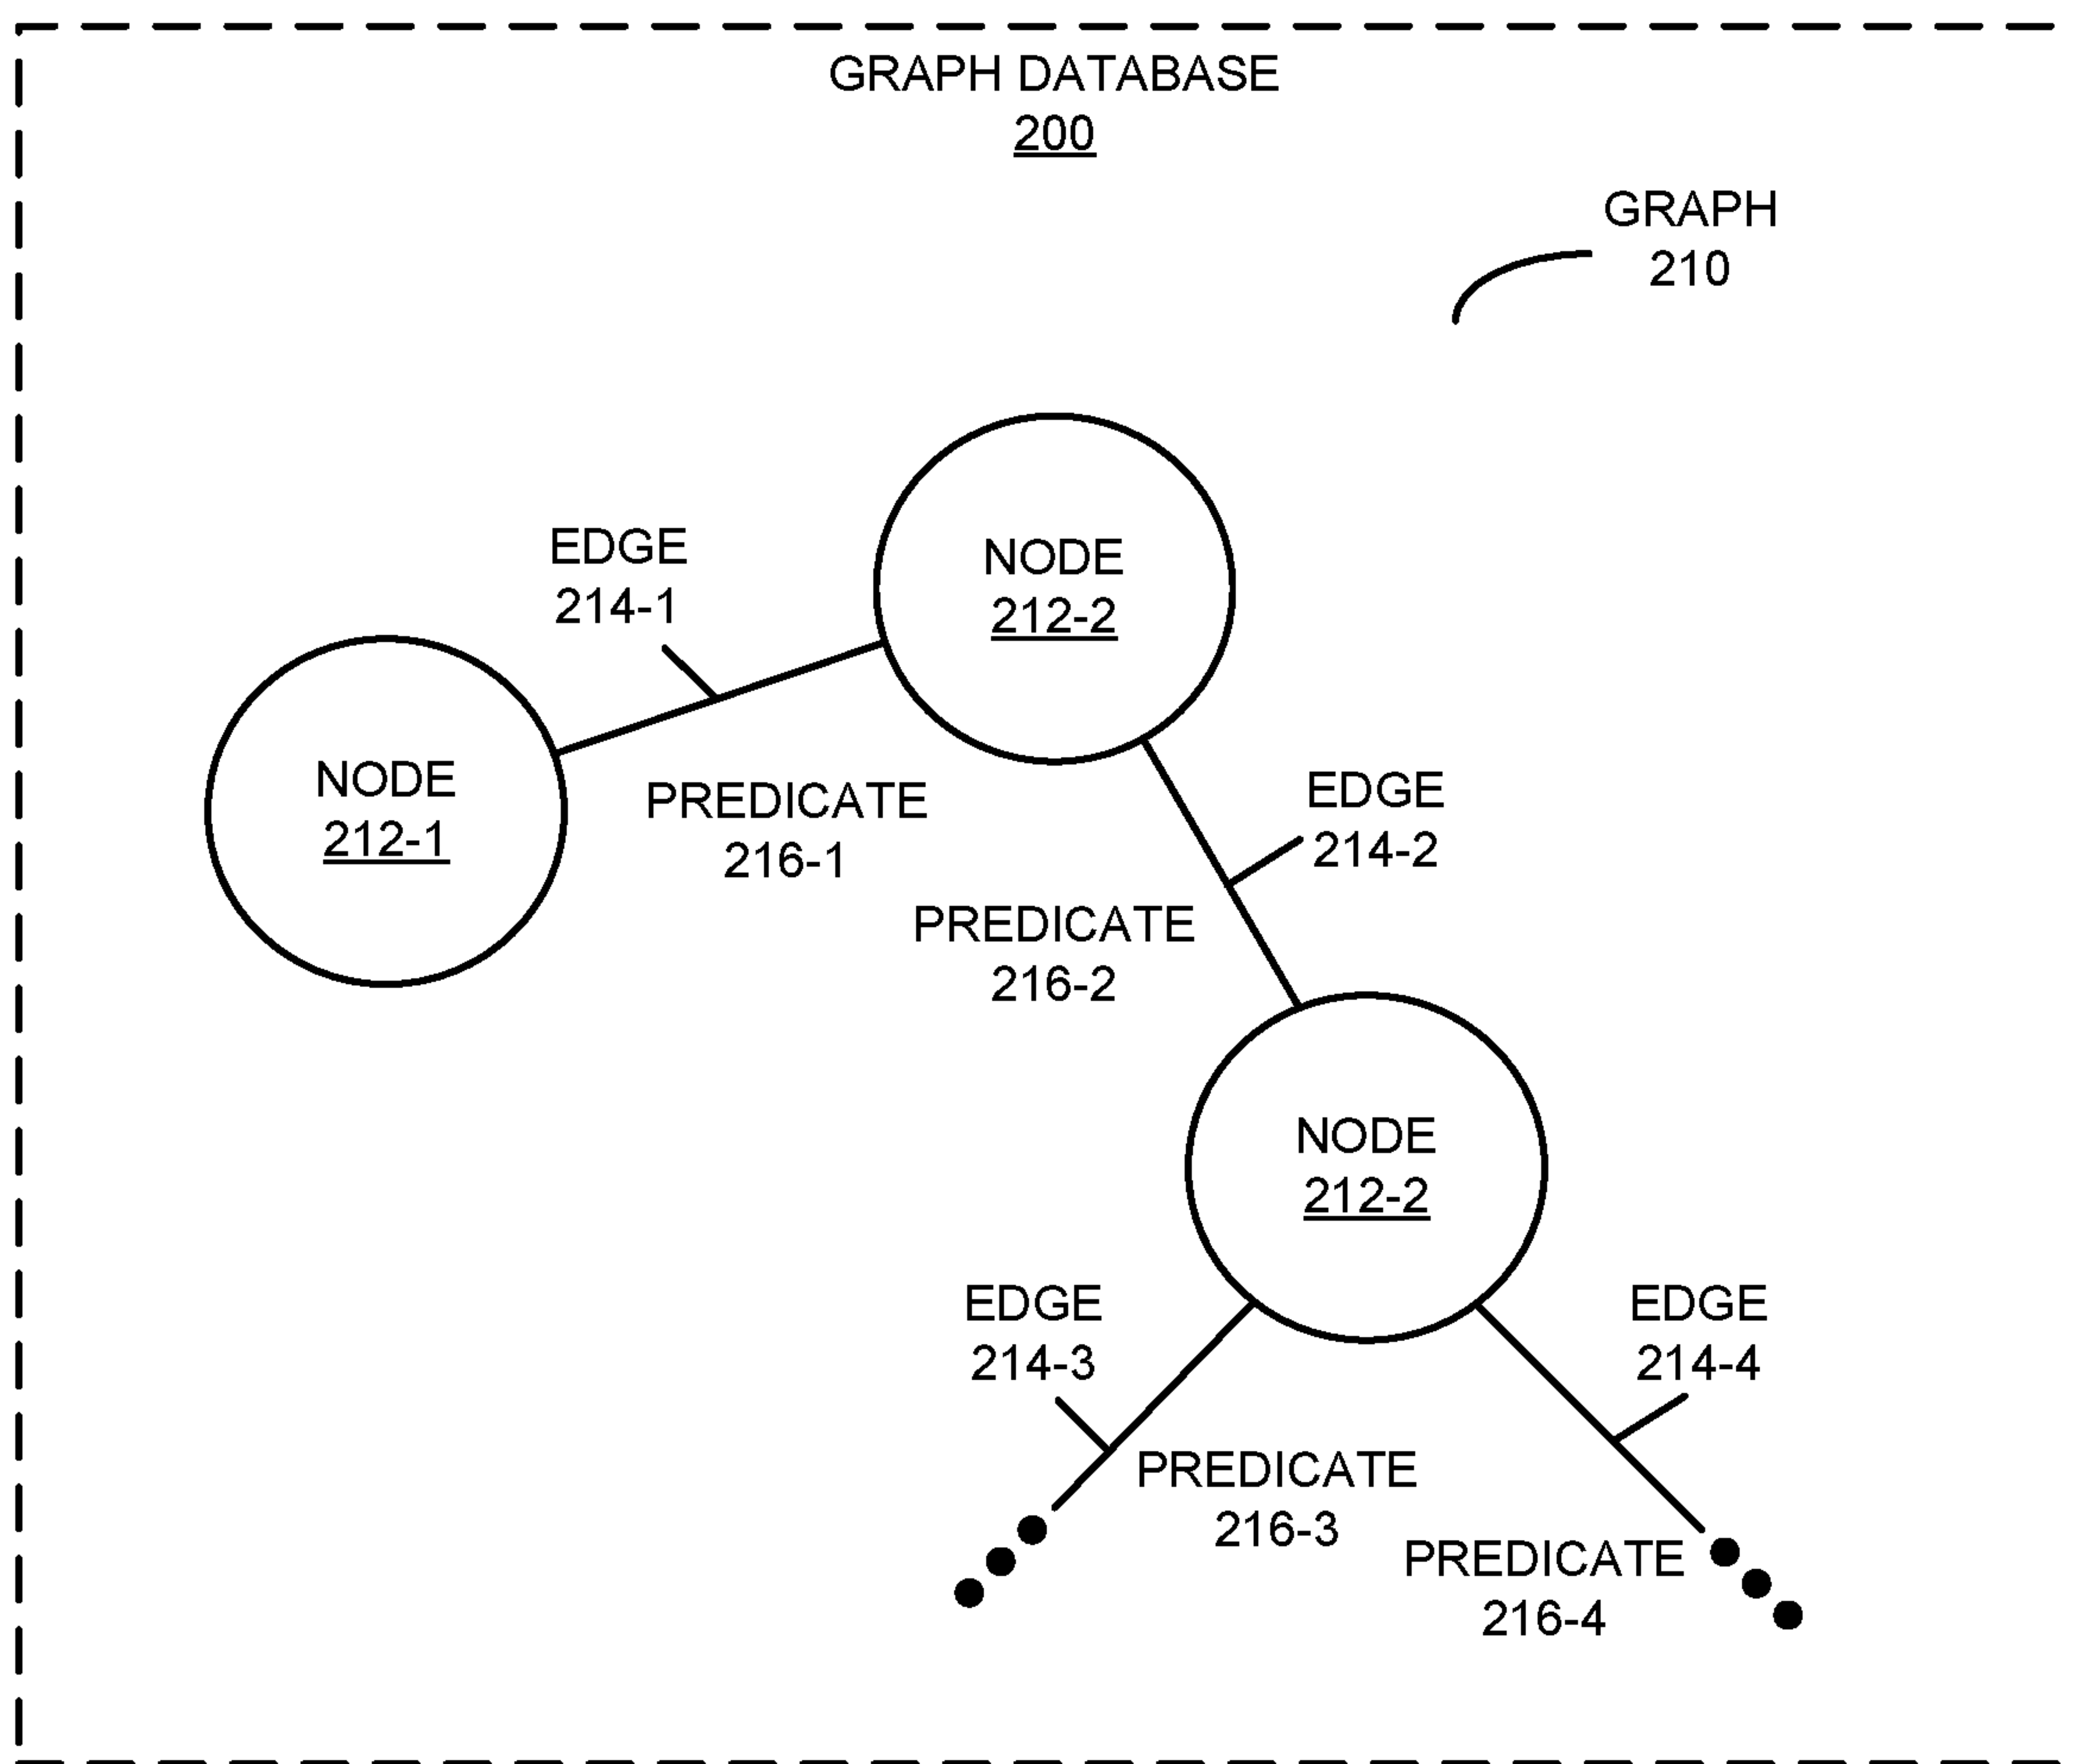 GRAPH DATABASE
200
GRAPH
210
EDGE
214-1
NODE
212-2
NODE
212-1
PREDICATE
216-1
EDGE
214-2
PREDICATE
216-2
NODE
212-2
EDGE
214-3
EDGE
214-4
PREDICATE
216-3
PREDICATE
216-4